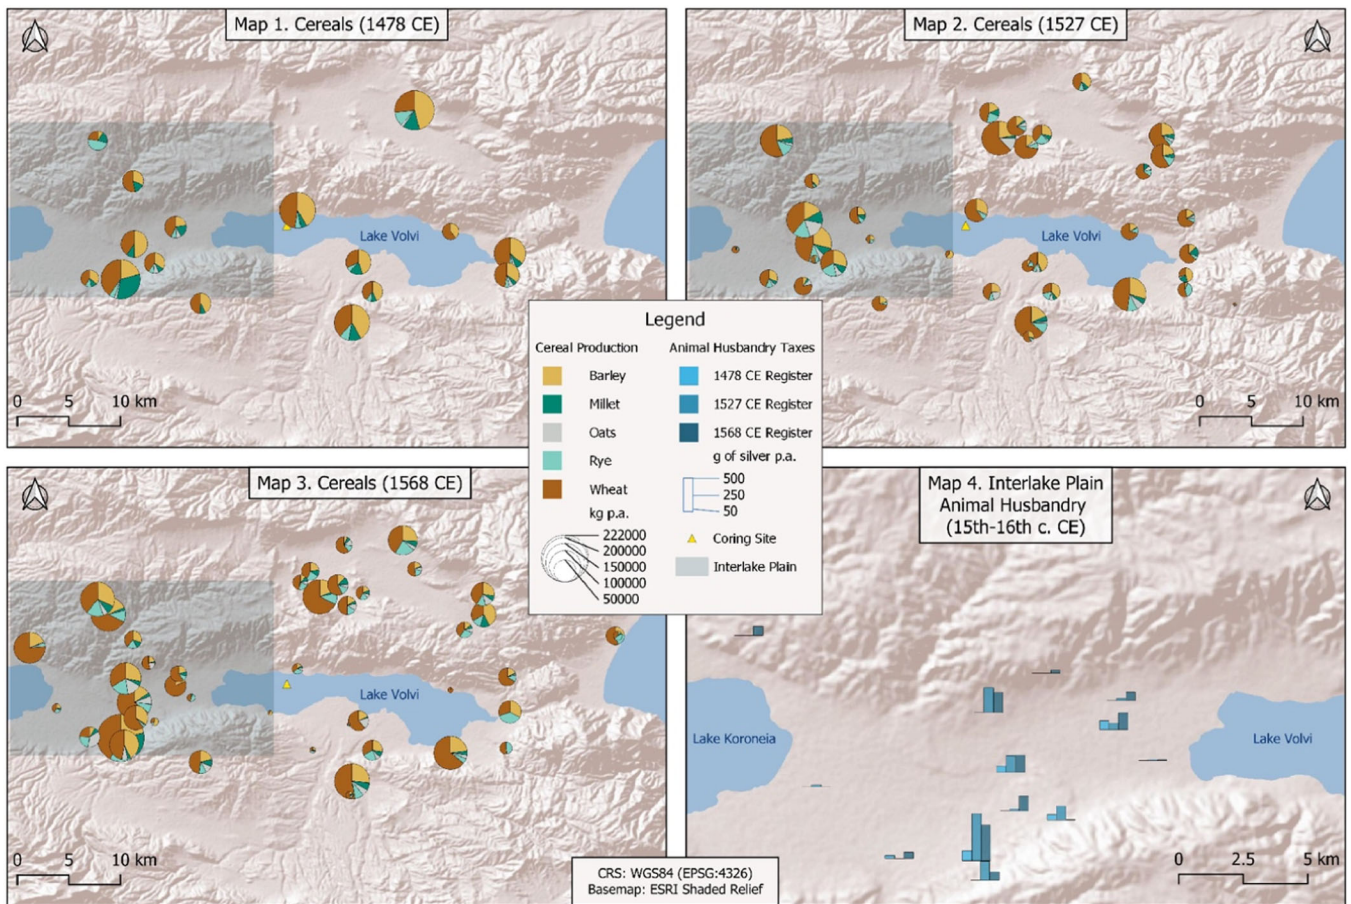 Map 1. Cereals (1478 CE)
Lake Volvi
0 5 10 km
Map 2. Cereals (1527 CE)
Lake Volvi
0 5 10 km
Legend
Cereal Production
Barley
Millet
Oats
Rye
Wheat
kg p.a.
222000
200000
150000
100000
50000
Animal Husbandry Taxes
1478 CE Register
1527 CE Register
1568 CE Register
g of silver p.a.
500
250
50
Coring Site
Interlake Plain
Map 3. Cereals (1568 CE)
Lake Volvi
0 5 10 km
Map 4. Interlake Plain
Animal Husbandry
(15th-16th c. CE)
Lake Koroneia
Lake Volvi
0 2.5 5 km
CRS: WGS84 (EPSG:4326)
Basemap: ESRI Shaded Relief